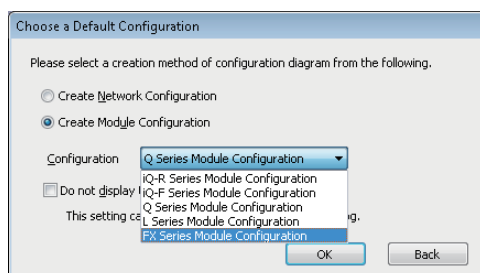 Choose a Default Configuration
Please select a creation method of configuration diagram from the following.
Create Network Configuration
Create Module Configuration
Configuration Q Series Module Configuration
iQ-R Series Module Configuration
Do not display iQ-F Series Module Configuration
Q Series Module Configuration
This setting ca L Series Module Configuration g.
FX Series Module Configuration
OK Back